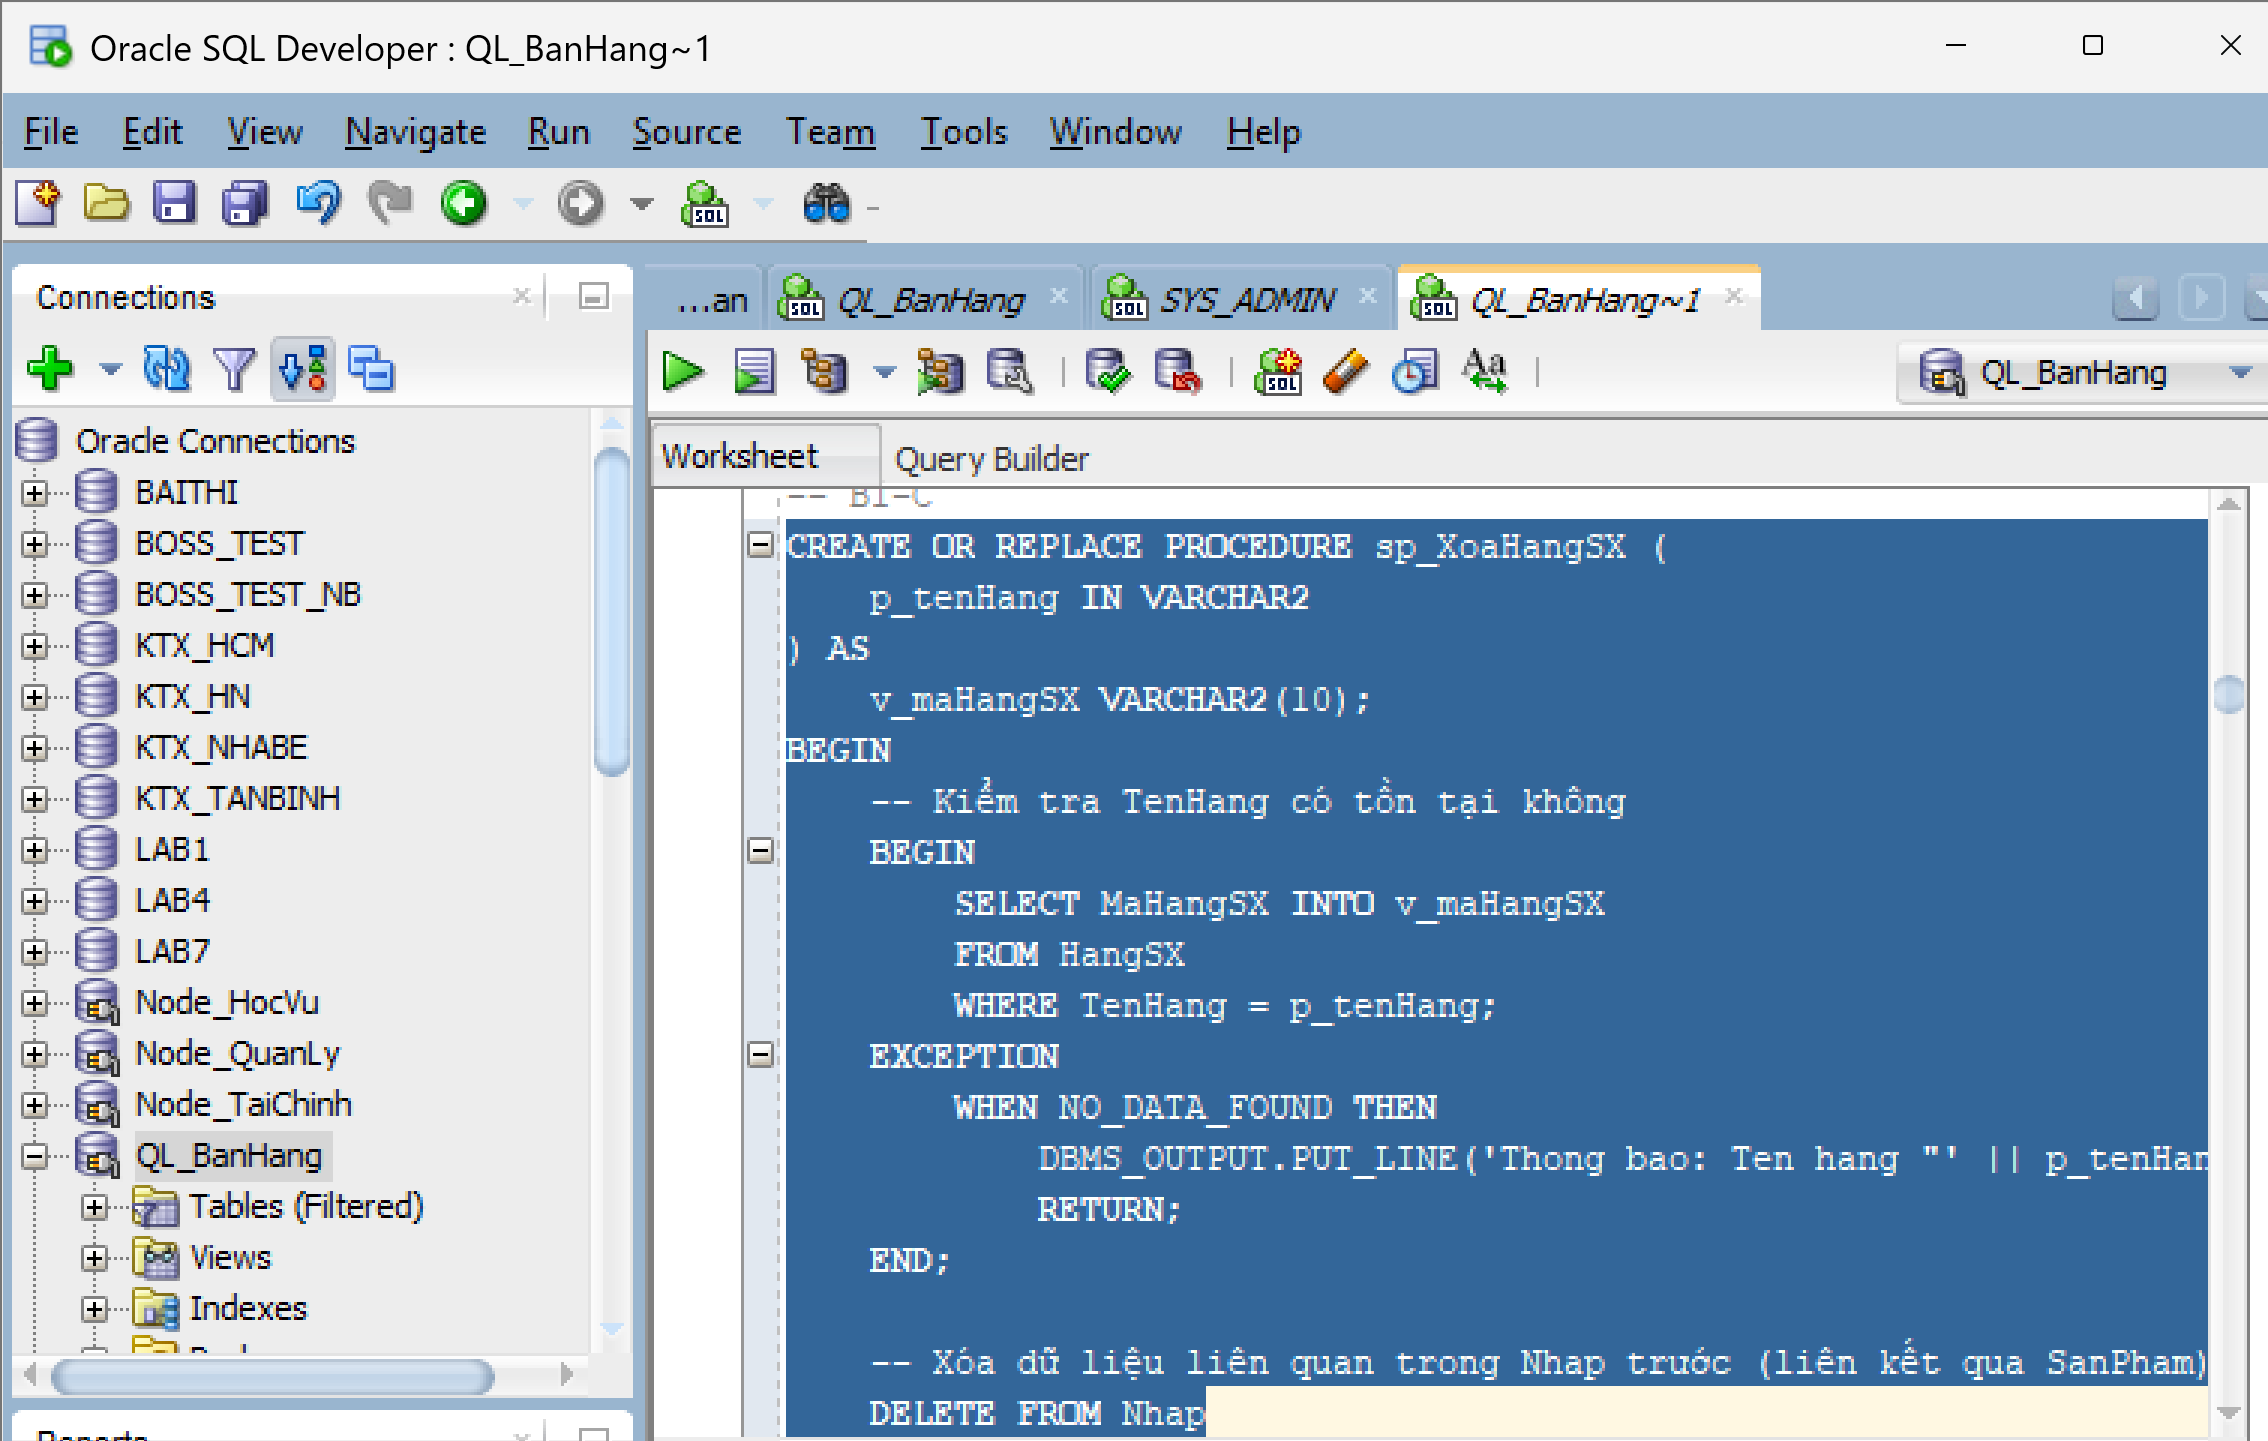 Oracle SQL Developer : QL_BanHang~1
File Edit View Navigate Run Source Team Tools Window Help
Connections
...an
QL_BanHang
SYS_ADMIN
QL_BanHang~1
QL_BanHang
Worksheet
Query Builder
Oracle Connections
BAITHI
BOSS_TEST
BOSS_TEST_NB
KTX_HCM
KTX_HN
KTX_NHABE
KTX_TANBINH
LAB1
LAB4
LAB7
Node_HocVu
Node_QuanLy
Node_TaiChinh
QL_BanHang
Tables (Filtered)
Views
Indexes
Reports
-- B1-C
CREATE OR REPLACE PROCEDURE sp_XoaHangSX (
p_tenHang IN VARCHAR2
) AS
v_maHangSX VARCHAR2(10);
BEGIN
-- Kiểm tra TenHang có tồn tại không
BEGIN
SELECT MaHangSX INTO v_maHangSX
FROM HangSX
WHERE TenHang = p_tenHang;
EXCEPTION
WHEN NO_DATA_FOUND THEN
DBMS_OUTPUT.PUT_LINE('Thong bao: Ten hang "' || p_tenHan
RETURN;
END;
-- Xóa dữ liệu liên quan trong Nhap trước (liên kết qua SanPham)
DELETE FROM Nhap